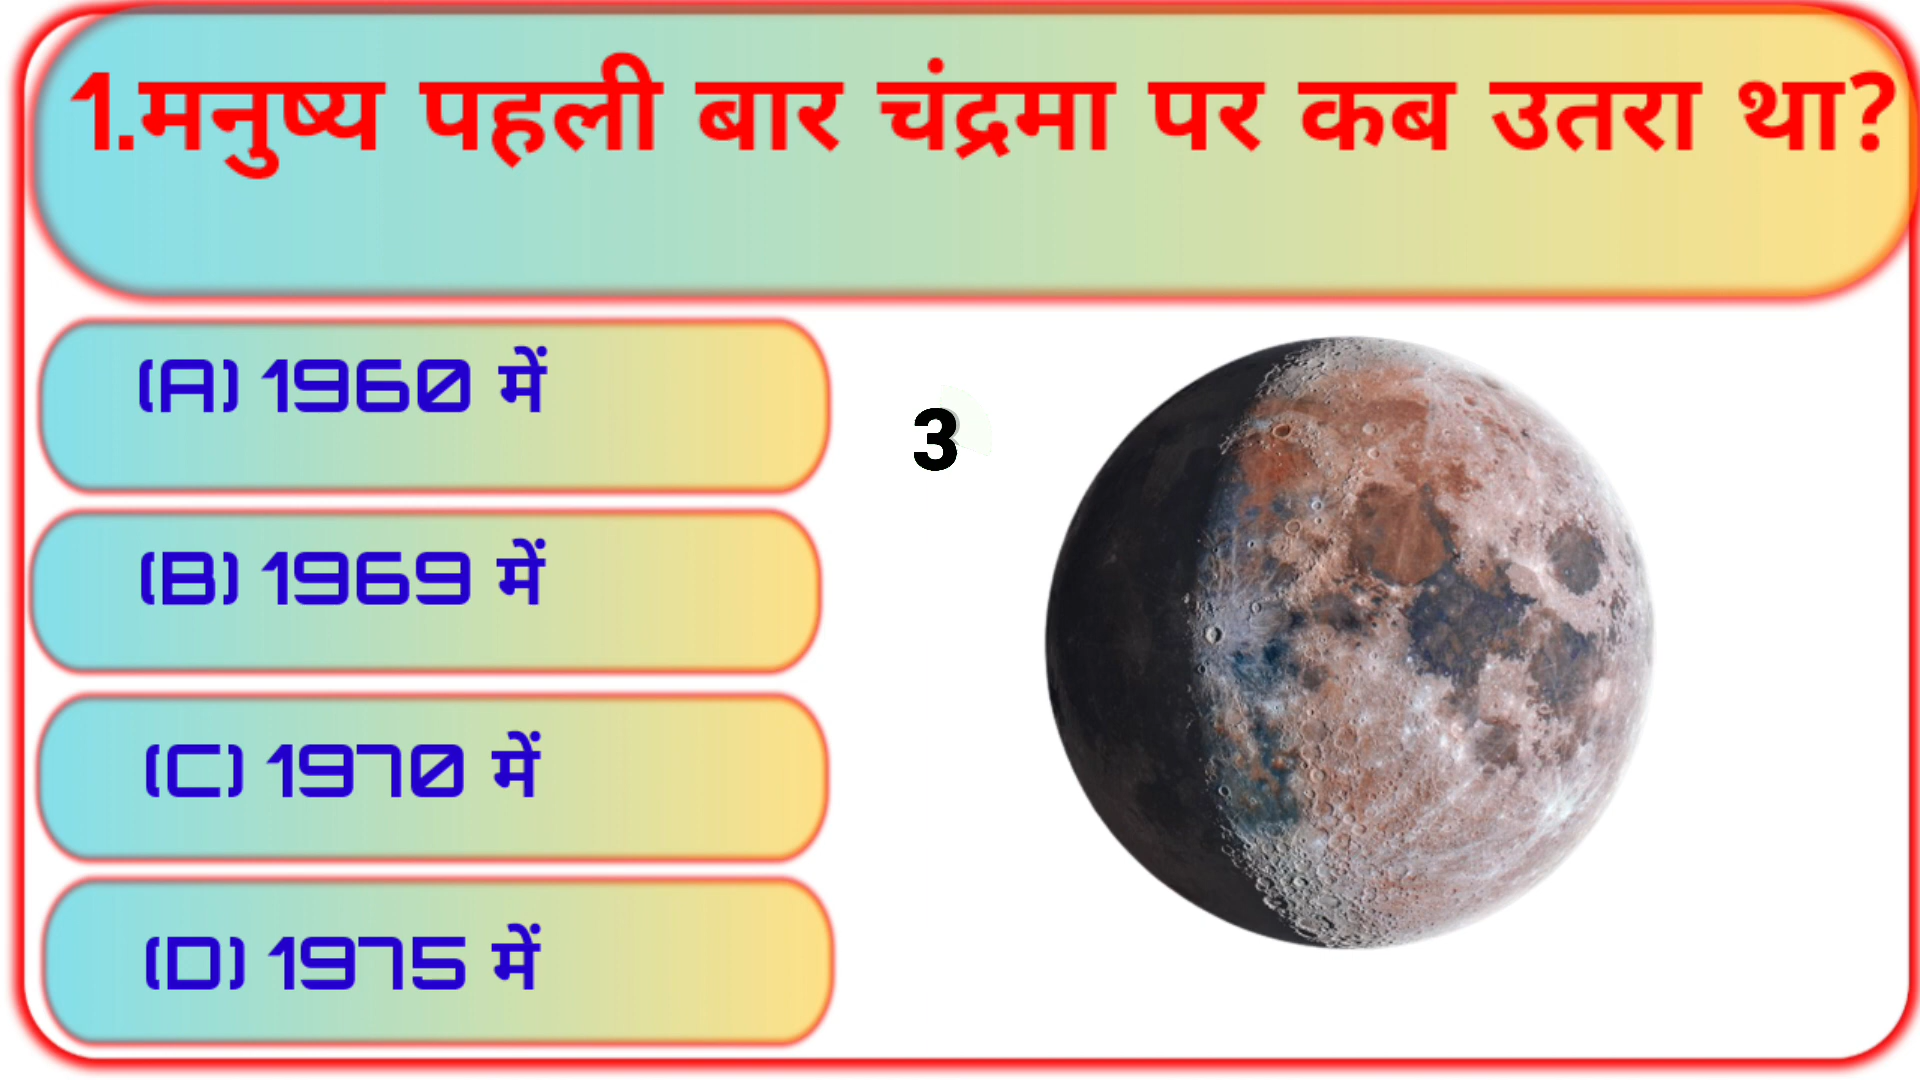 1.मनुष्य पहली बार चंद्रमा पर कब उतरा था?
(A) 1960 में
3
(B) 1969 में
(C) 1970 में
(D) 1975 में